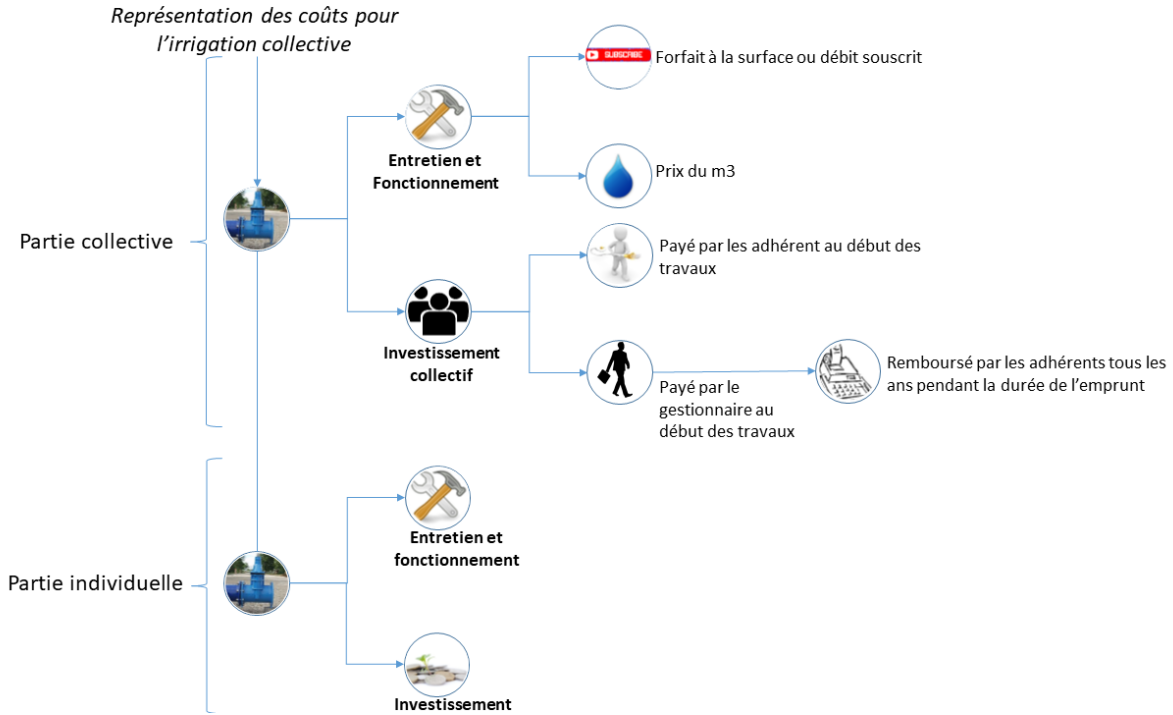 Représentation des coûts pour
l’irrigation collective
SUBSCRIBE
Forfait à la surface ou débit souscrit
Entretien et
Fonctionnement
Prix du m3
Partie collective
Payé par les adhérent au début des
travaux
Investissement
collectif
Payé par le
gestionnaire au
début des travaux
Remboursé par les adhérents tous les
ans pendant la durée de l’emprunt
Entretien et
fonctionnement
Partie individuelle
Investissement